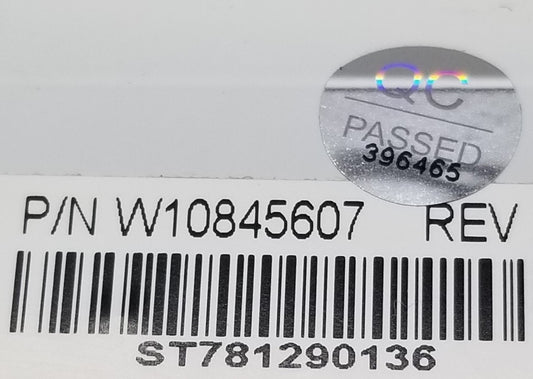 QC
PASSED
396465
P/N W10845607 REV
ST781290136